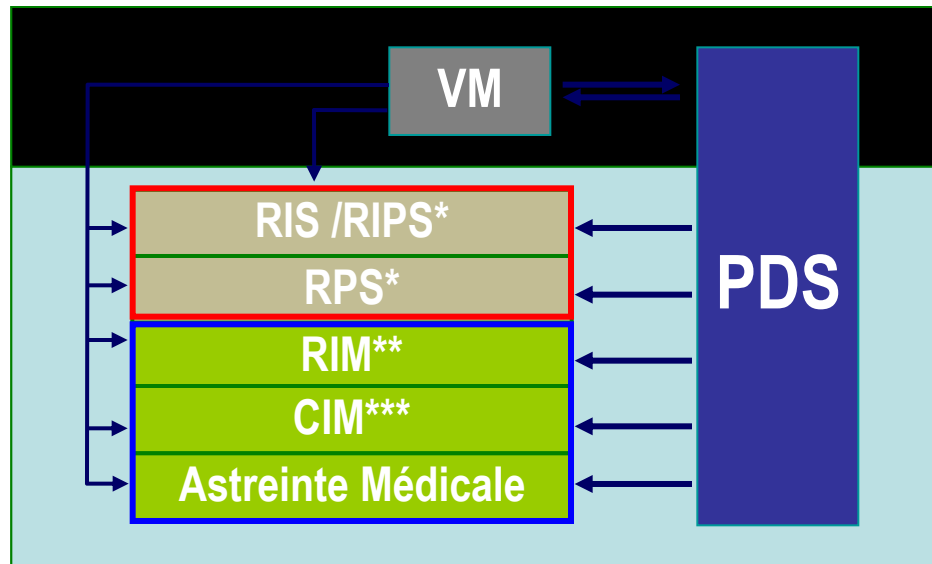 VM
PDS
RIS /RIPS*
RPS*
RIM**
CIM***
Astreinte Médicale